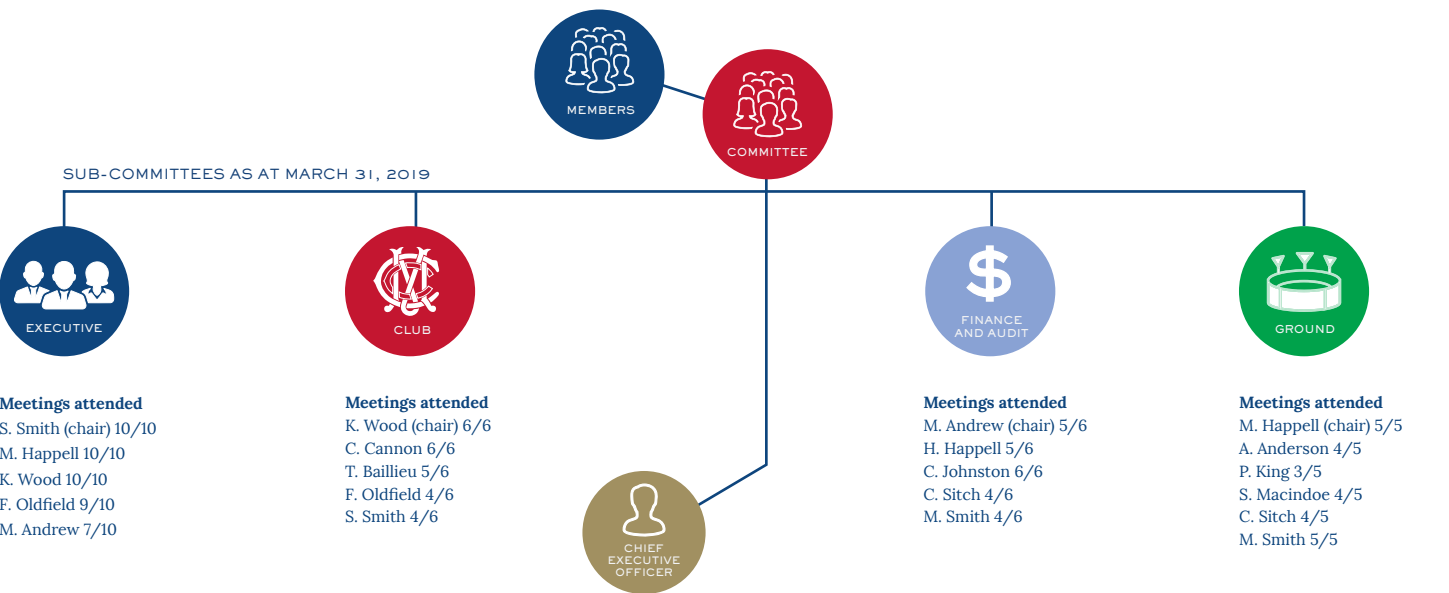 MEMBERS
COMMITTEE
SUB-COMMITTEES AS AT MARCH 31, 2019
EXECUTIVE
Meetings attended
S. Smith (chair) 10/10
M. Happell 10/10
K. Wood 10/10
F. Oldfield 9/10
M. Andrew 7/10
MCC
CLUB
Meetings attended
K. Wood (chair) 6/6
C. Cannon 6/6
T. Baillieu 5/6
F. Oldfield 4/6
S. Smith 4/6
CHIEF
EXECUTIVE
OFFICER
$
FINANCE
AND AUDIT
Meetings attended
M. Andrew (chair) 5/6
H. Happell 5/6
C. Johnston 6/6
C. Sitch 4/6
M. Smith 4/6
GROUND
Meetings attended
M. Happell (chair) 5/5
A. Anderson 4/5
P. King 3/5
S. Macindoe 4/5
C. Sitch 4/5
M. Smith 5/5